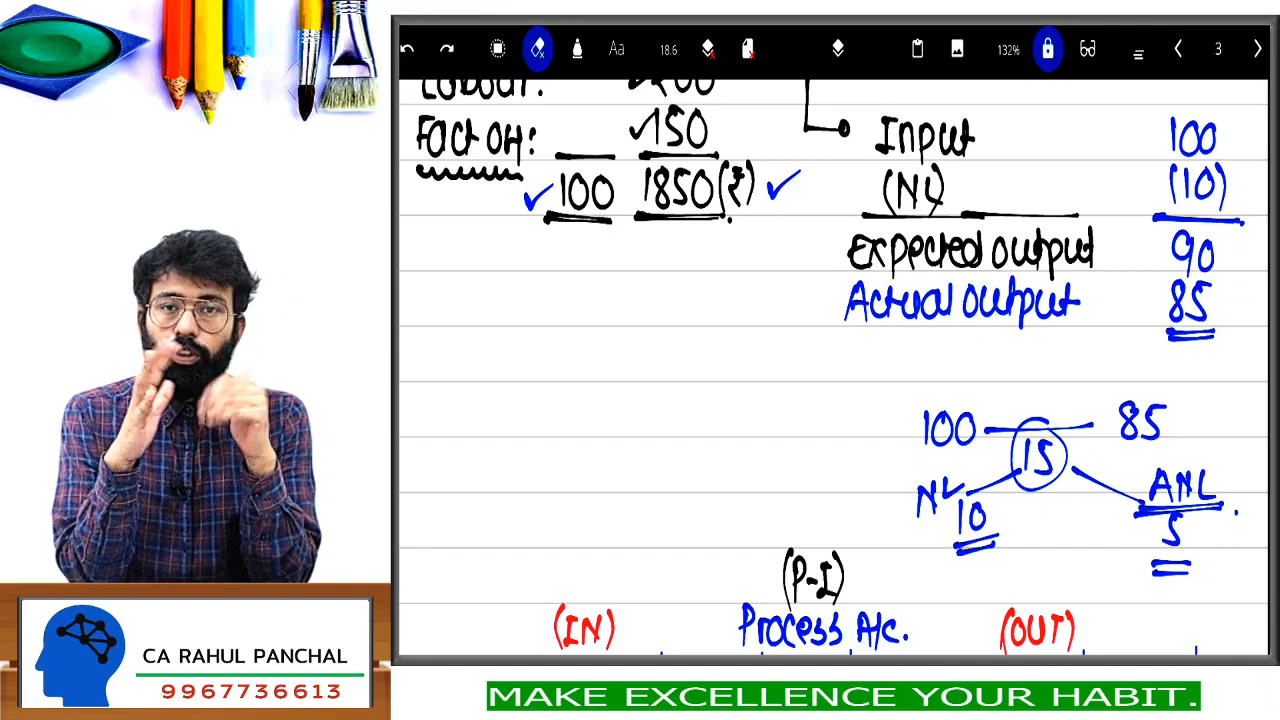 Aa 18.6 132% 3
Labour: 200
Fact OH: 150
100 1850(₹)
Input 100
(NL) (10)
Expected output 90
Actual output 85
100 85
15
NL ANL
10 5
(P-I)
(IN) Process A/c. (OUT)
CA RAHUL PANCHAL
9967736613
MAKE EXCELLENCE YOUR HABIT.